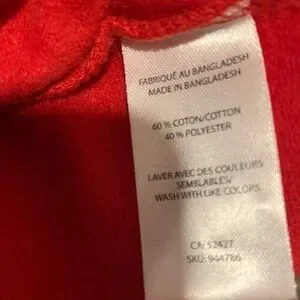 FABRIQUÉ AU BANGLADESH
MADE IN BANGLADESH
60 % COTON/COTTON
40 % POLYESTER
LAVER AVEC DES COULEURS
SEMBLABLES/
WASH WITH LIKE COLORS
CA: 52427
SKU: 944786